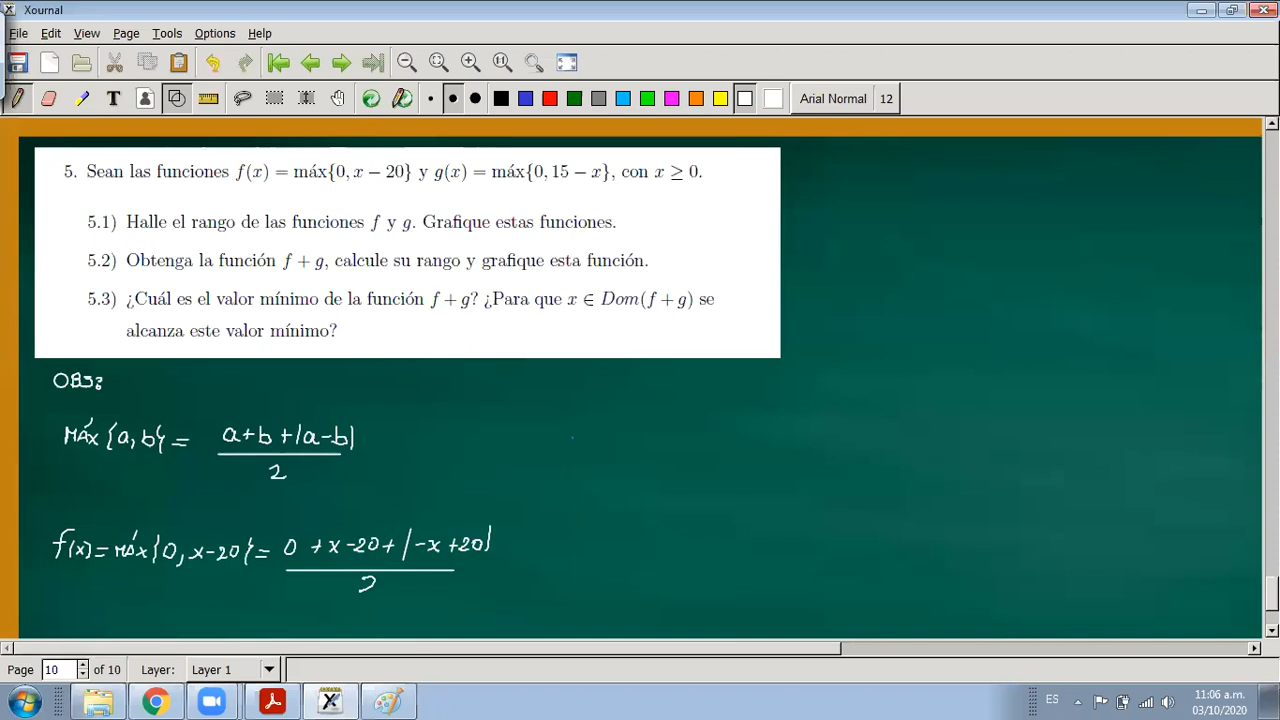 Xournal
File Edit View Page Tools Options Help
Arial Normal 12
5. Sean las funciones f(x) = máx{0, x − 20} y g(x) = máx{0, 15 − x}, con x ≥ 0.
5.1) Halle el rango de las funciones f y g. Grafique estas funciones.
5.2) Obtenga la función f + g, calcule su rango y grafique esta función.
5.3) ¿Cuál es el valor mínimo de la función f + g? ¿Para que x ∈ Dom(f + g) se
alcanza este valor mínimo?
OBS:
MÁX {a, b} = a+b+|a-b|
2
f(x) = MÁX {0, x-20} = 0 + x-20+ |-x +20|
2
Page 10 of 10 Layer: Layer 1
ES 11:06 a.m.
03/10/2020